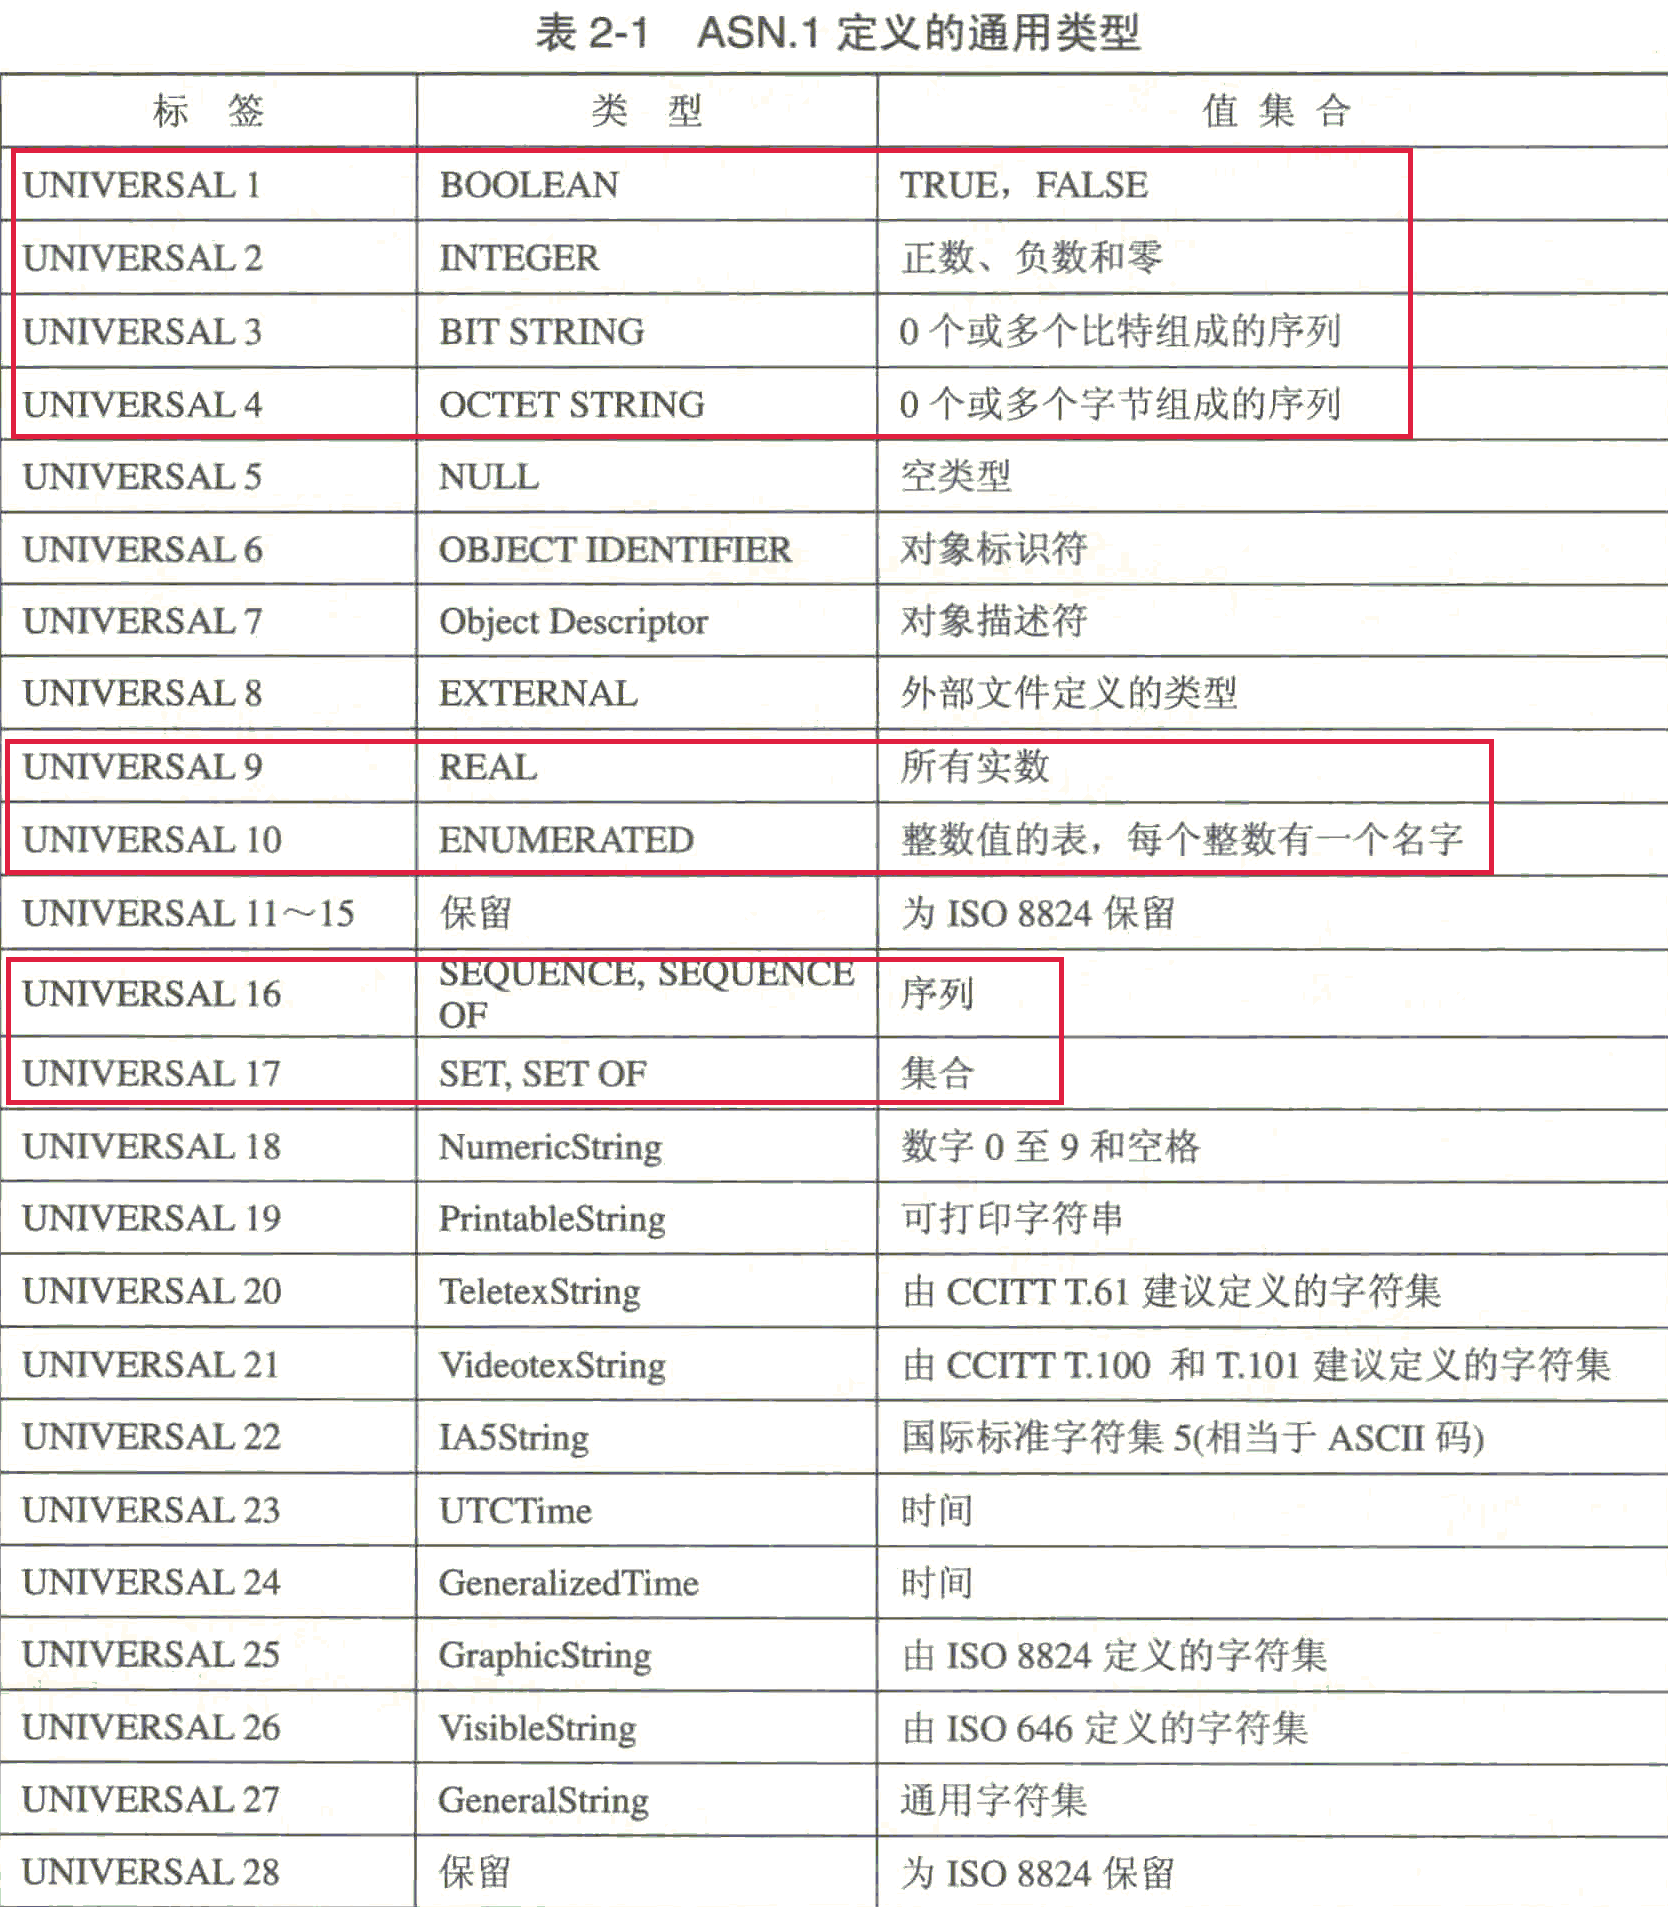 表 2-1 ASN.1 定义的通用类型
标 签 类 型 值 集 合
UNIVERSAL 1 BOOLEAN TRUE，FALSE
UNIVERSAL 2 INTEGER 正数、负数和零
UNIVERSAL 3 BIT STRING 0 个或多个比特组成的序列
UNIVERSAL 4 OCTET STRING 0 个或多个字节组成的序列
UNIVERSAL 5 NULL 空类型
UNIVERSAL 6 OBJECT IDENTIFIER 对象标识符
UNIVERSAL 7 Object Descriptor 对象描述符
UNIVERSAL 8 EXTERNAL 外部文件定义的类型
UNIVERSAL 9 REAL 所有实数
UNIVERSAL 10 ENUMERATED 整数值的表，每个整数有一个名字
UNIVERSAL 11～15 保留 为 ISO 8824 保留
UNIVERSAL 16 SEQUENCE, SEQUENCE 序列
OF
UNIVERSAL 17 SET, SET OF 集合
UNIVERSAL 18 NumericString 数字 0 至 9 和空格
UNIVERSAL 19 PrintableString 可打印字符串
UNIVERSAL 20 TeletexString 由 CCITT T.61 建议定义的字符集
UNIVERSAL 21 VideotexString 由 CCITT T.100 和 T.101 建议定义的字符集
UNIVERSAL 22 IA5String 国际标准字符集 5(相当于 ASCII 码)
UNIVERSAL 23 UTCTime 时间
UNIVERSAL 24 GeneralizedTime 时间
UNIVERSAL 25 GraphicString 由 ISO 8824 定义的字符集
UNIVERSAL 26 VisibleString 由 ISO 646 定义的字符集
UNIVERSAL 27 GeneralString 通用字符集
UNIVERSAL 28 保留 为 ISO 8824 保留